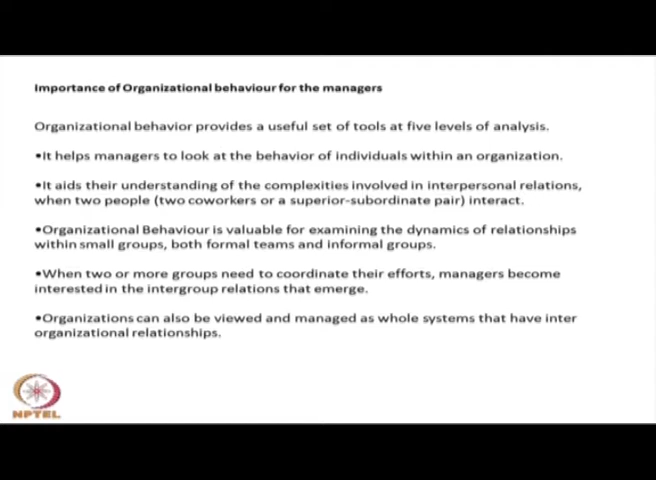 Importance of Organizational behaviour for the managers
Organizational behavior provides a useful set of tools at five levels of analysis.
•It helps managers to look at the behavior of individuals within an organization.
•It aids their understanding of the complexities involved in interpersonal relations,
when two people (two coworkers or a superior-subordinate pair) interact.
•Organizational Behaviour is valuable for examining the dynamics of relationships
within small groups, both formal teams and informal groups.
•When two or more groups need to coordinate their efforts, managers become
interested in the intergroup relations that emerge.
•Organizations can also be viewed and managed as whole systems that have inter
organizational relationships.
NPTEL